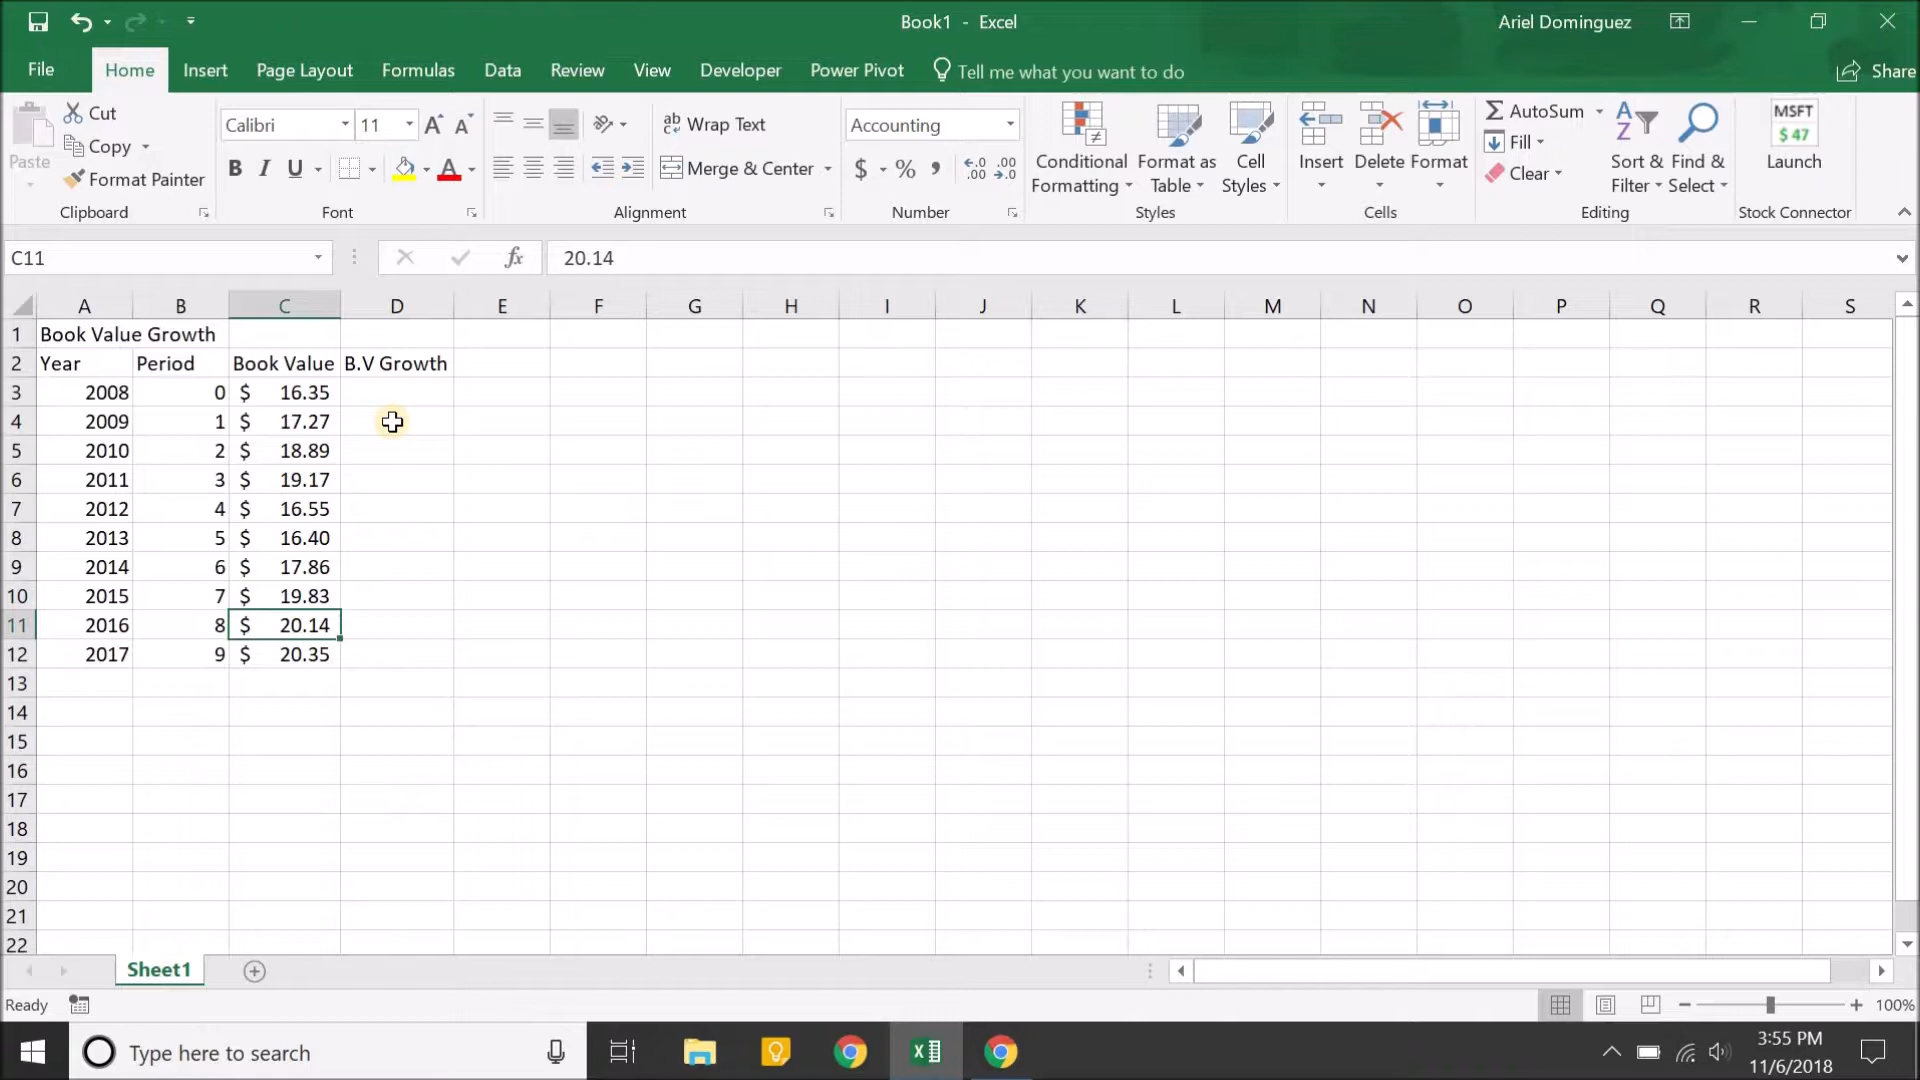 Book1 - Excel
Ariel Dominguez
File Home Insert Page Layout Formulas Data Review View Developer Power Pivot Tell me what you want to do Share
Paste
Cut
Copy
Format Painter
Clipboard
Calibri 11
B I U A
Font
Wrap Text
Merge & Center
Alignment
Accounting
$ % , .00 .00
Number
Conditional Formatting
Format as Table
Cell Styles
Styles
Insert
Delete
Format
Cells
AutoSum
Fill
Clear
Sort & Filter
Find & Select
Editing
MSFT
$ 47
Launch
Stock Connector
C11 fx 20.14
A B C D E F G H I J K L M N O P Q R S
1 Book Value Growth
2 Year Period Book Value B.V Growth
3 2008 0 $ 16.35
4 2009 1 $ 17.27
5 2010 2 $ 18.89
6 2011 3 $ 19.17
7 2012 4 $ 16.55
8 2013 5 $ 16.40
9 2014 6 $ 17.86
10 2015 7 $ 19.83
11 2016 8 $ 20.14
12 2017 9 $ 20.35
13
14
15
16
17
18
19
20
21
22
Sheet1
Ready
100%
Type here to search
3:55 PM
11/6/2018